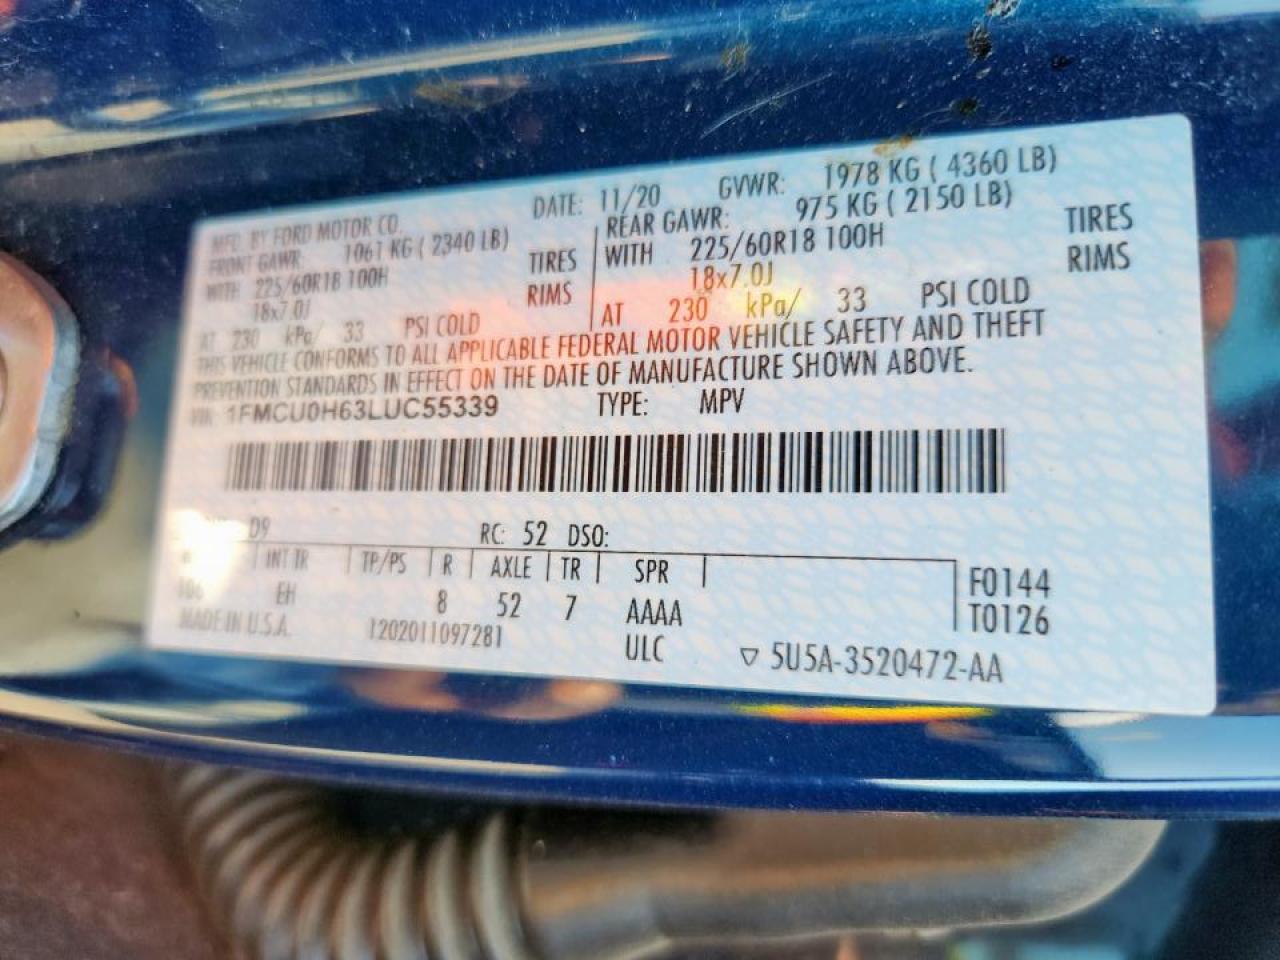 MFD. BY FORD MOTOR CO. DATE: 11/20 GVWR: 1978 KG ( 4360 LB)
FRONT GAWR: 1061 KG ( 2340 LB) REAR GAWR: 975 KG ( 2150 LB)
WITH 225/60R18 100H TIRES WITH 225/60R18 100H TIRES
18x7.0J RIMS 18x7.0J RIMS
AT 230 kPa/ 33 PSI COLD AT 230 kPa/ 33 PSI COLD
THIS VEHICLE CONFORMS TO ALL APPLICABLE FEDERAL MOTOR VEHICLE SAFETY AND THEFT
PREVENTION STANDARDS IN EFFECT ON THE DATE OF MANUFACTURE SHOWN ABOVE.
VIN: 1FMCU0H63LUC55339 TYPE: MPV
D9 RC: 52 DSO:
INT TR TP/PS R AXLE TR SPR F0144
106 EH 8 52 7 AAAA T0126
MADE IN U.S.A. 1202011097281 ULC ▽ 5U5A-3520472-AA